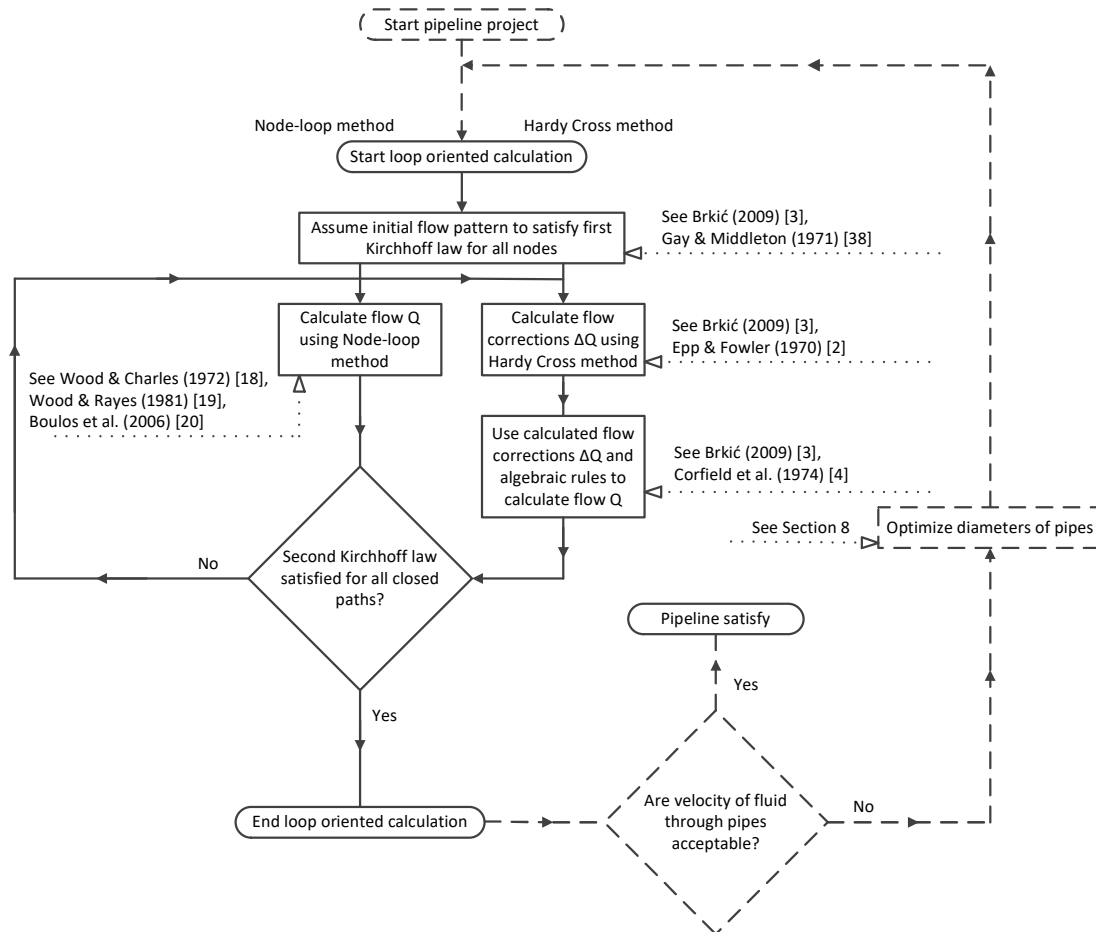 Start pipeline project
Node-loop method
Hardy Cross method
Start loop oriented calculation
Assume initial flow pattern to satisfy first
Kirchhoff law for all nodes
See Brkić (2009) [3],
Gay & Middleton (1971) [38]
Calculate flow Q
using Node-loop
method
Calculate flow
corrections ΔQ using
Hardy Cross method
See Brkić (2009) [3],
Epp & Fowler (1970) [2]
See Wood & Charles (1972) [18],
Wood & Rayes (1981) [19],
Boulos et al. (2006) [20]
Use calculated flow
corrections ΔQ and
algebraic rules to
calculate flow Q
See Brkić (2009) [3],
Corfield et al. (1974) [4]
See Section 8
Optimize diameters of pipes
No
Second Kirchhoff law
satisfied for all closed
paths?
Pipeline satisfy
Yes
Yes
End loop oriented calculation
Are velocity of fluid
through pipes
acceptable?
No